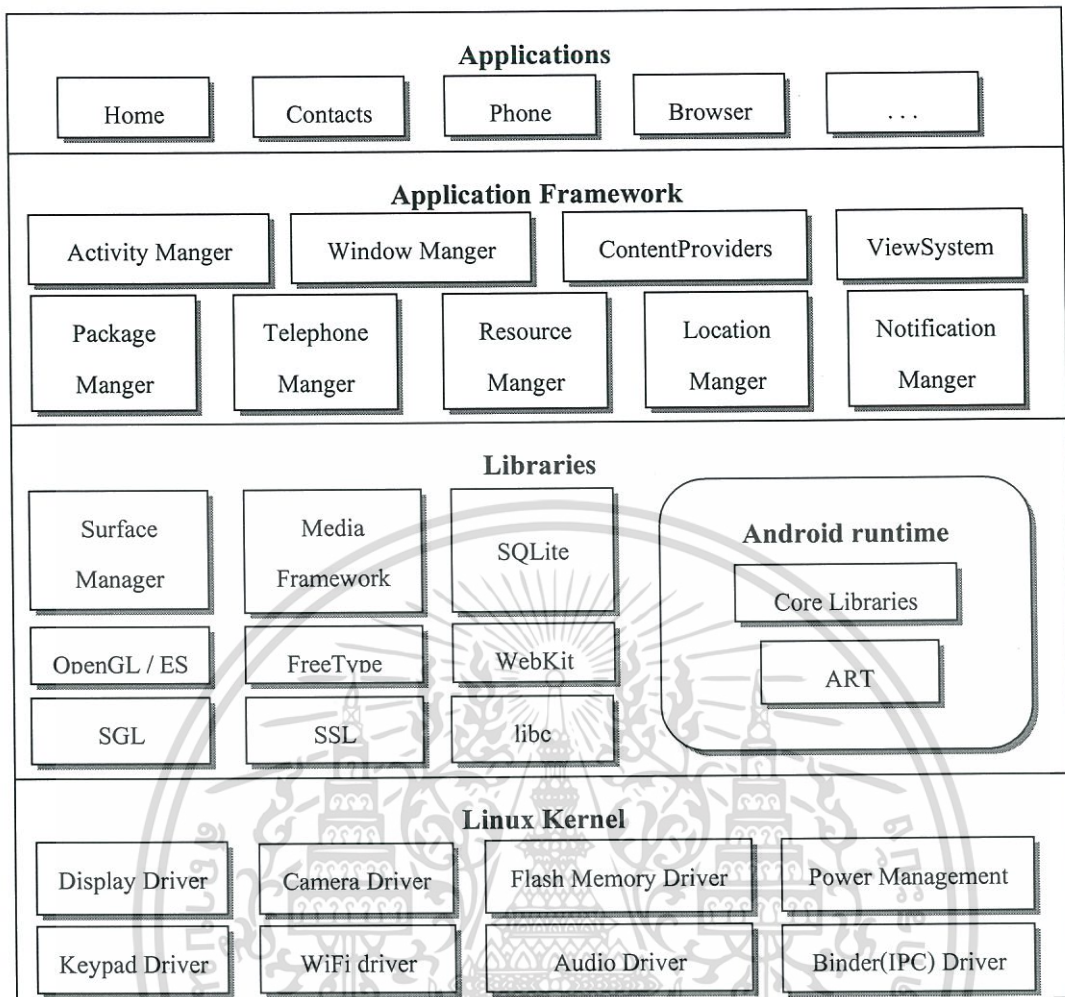 Applications
Home Contacts Phone Browser . . .
Application Framework
Activity Manger Window Manger ContentProviders ViewSystem
Package Telephone Resource Location Notification
Manger Manger Manger Manger Manger
Libraries
Surface Media SQLite
Manager Framework
Android runtime
Core Libraries
OpenGL / ES FreeType WebKit
ART
SGL SSL libc
Linux Kernel
Display Driver Camera Driver Flash Memory Driver Power Management
Keypad Driver WiFi driver Audio Driver Binder(IPC) Driver